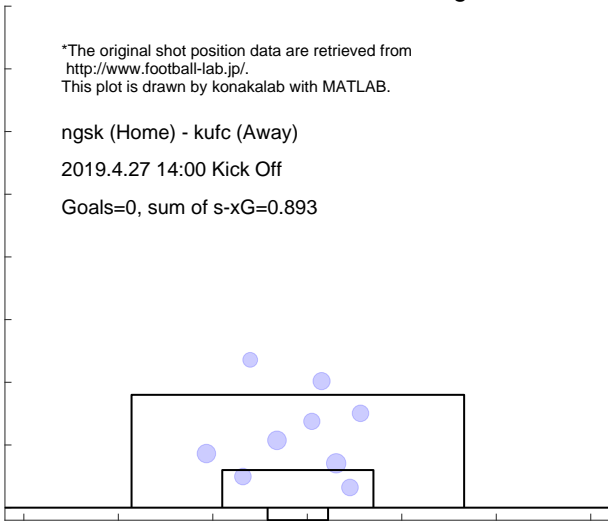 *The original shot position data are retrieved from
http://www.football-lab.jp/.
This plot is drawn by konakalab with MATLAB.
ngsk (Home) - kufc (Away)
2019.4.27 14:00 Kick Off
Goals=0, sum of s-xG=0.893